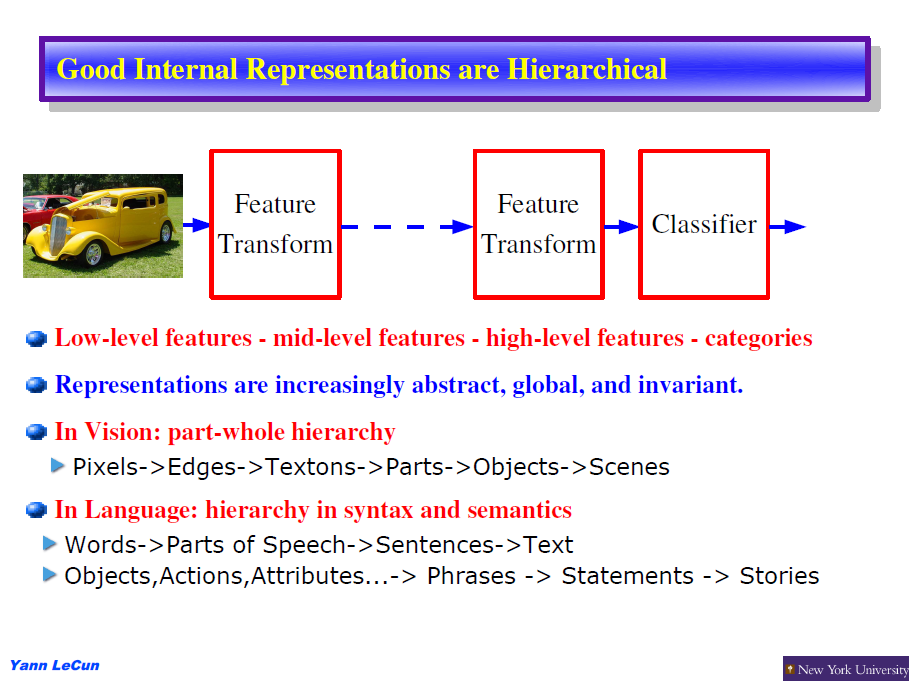 Good Internal Representations are Hierarchical
Feature
Transform
Feature
Transform
Classifier
Low-level features - mid-level features - high-level features - categories
Representations are increasingly abstract, global, and invariant.
In Vision: part-whole hierarchy
Pixels->Edges->Textons->Parts->Objects->Scenes
In Language: hierarchy in syntax and semantics
Words->Parts of Speech->Sentences->Text
Objects,Actions,Attributes...-> Phrases -> Statements -> Stories
Yann LeCun
New York University